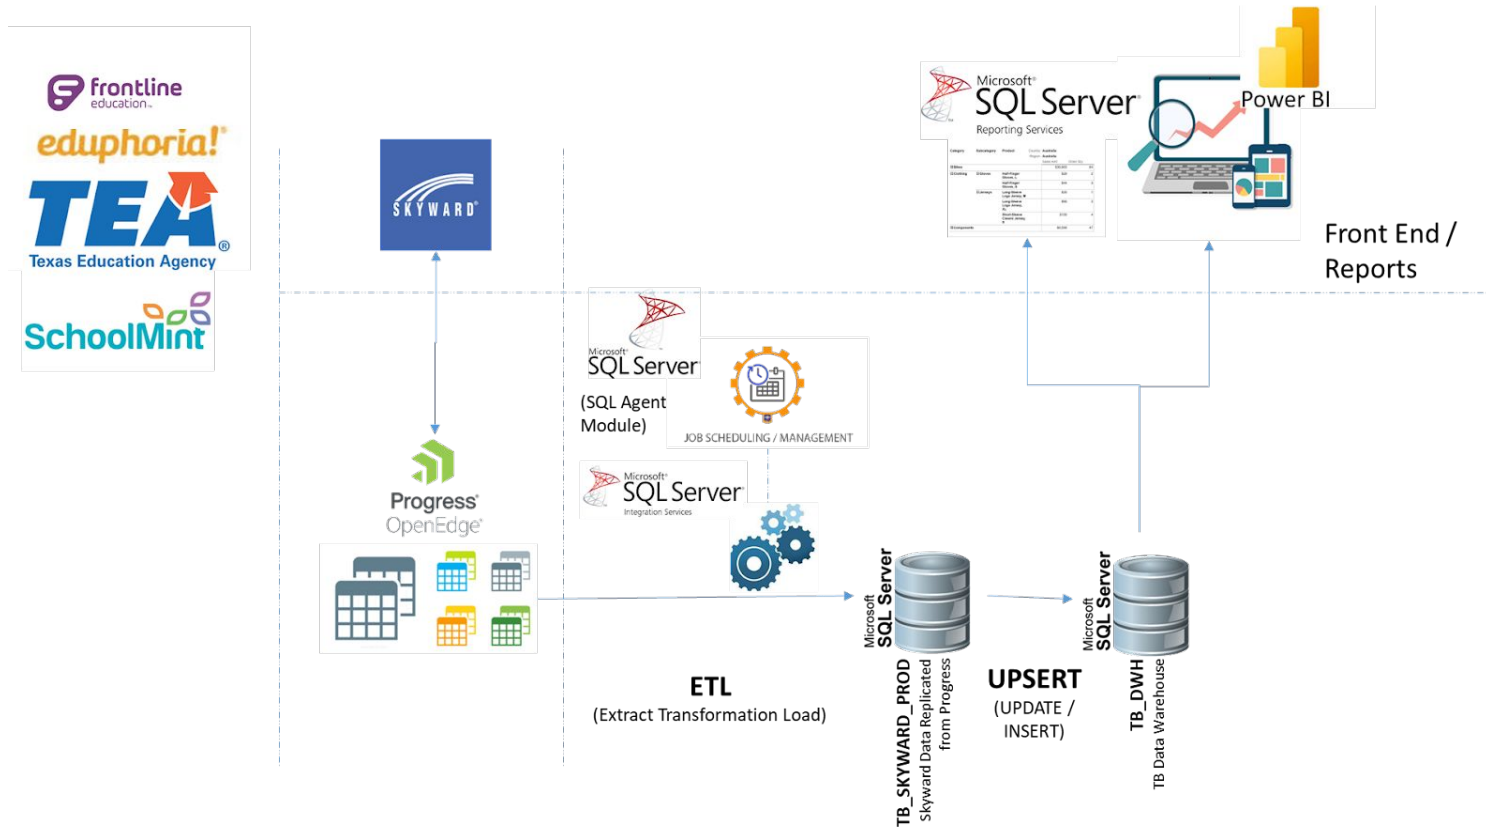 frontline
education
eduphoria!
TEA
Texas Education Agency
SchoolMint
SKYWARD
Progress
OpenEdge
Microsoft
SQL Server
(SQL Agent
Module)
JOB SCHEDULING / MANAGEMENT
Microsoft
SQL Server
Integration Services
ETL
(Extract Transformation Load)
Microsoft
SQL Server
TB_SKYWARD_PROD
Skyward Data Replicated
from Progress
UPSERT
(UPDATE /
INSERT)
Microsoft
SQL Server
TB_DWH
TB Data Warehouse
Microsoft
SQL Server
Reporting Services
Category Subcategory Product
Power BI
Front End /
Reports